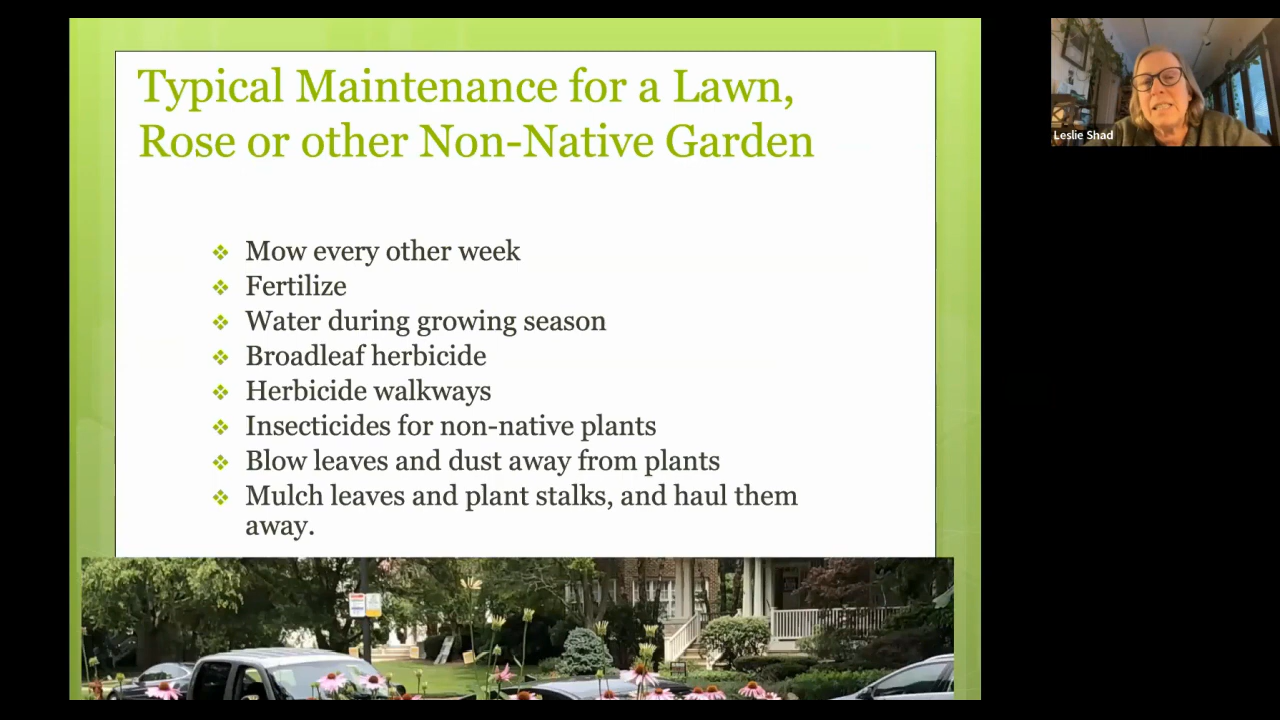 Typical Maintenance for a Lawn,
Rose or other Non-Native Garden
Leslie Shad
❖ Mow every other week
❖ Fertilize
❖ Water during growing season
❖ Broadleaf herbicide
❖ Herbicide walkways
❖ Insecticides for non-native plants
❖ Blow leaves and dust away from plants
❖ Mulch leaves and plant stalks, and haul them
away.